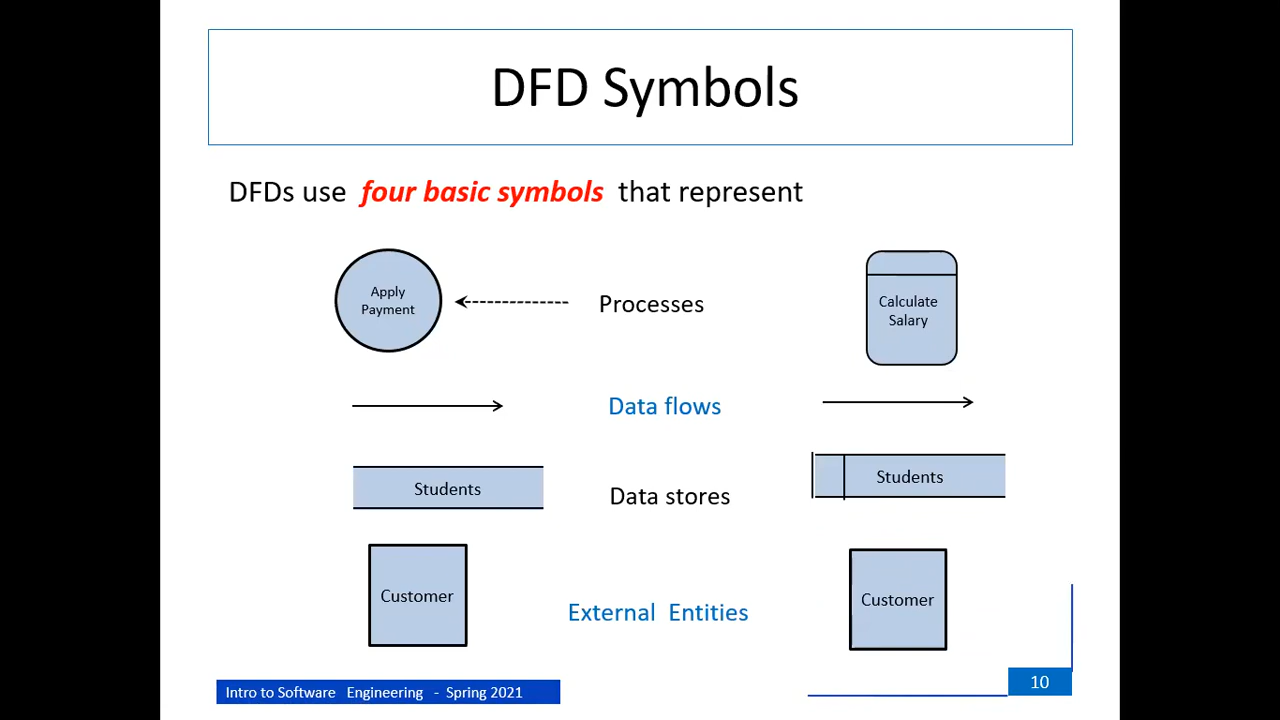 DFD Symbols
DFDs use four basic symbols that represent
Apply
Payment
Processes
Calculate
Salary
Data flows
Students
Data stores
Students
Customer
External Entities
Customer
Intro to Software Engineering - Spring 2021
10